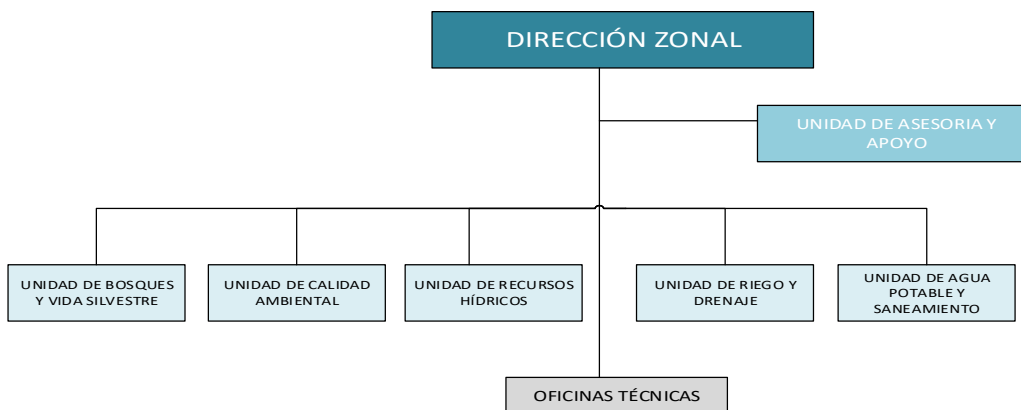 DIRECCIÓN ZONAL
UNIDAD DE ASESORIA Y
APOYO
UNIDAD DE BOSQUES
Y VIDA SILVESTRE
UNIDAD DE CALIDAD
AMBIENTAL
UNIDAD DE RECURSOS
HÍDRICOS
UNIDAD DE RIEGO Y
DRENAJE
UNIDAD DE AGUA
POTABLE Y
SANEAMIENTO
OFICINAS TÉCNICAS